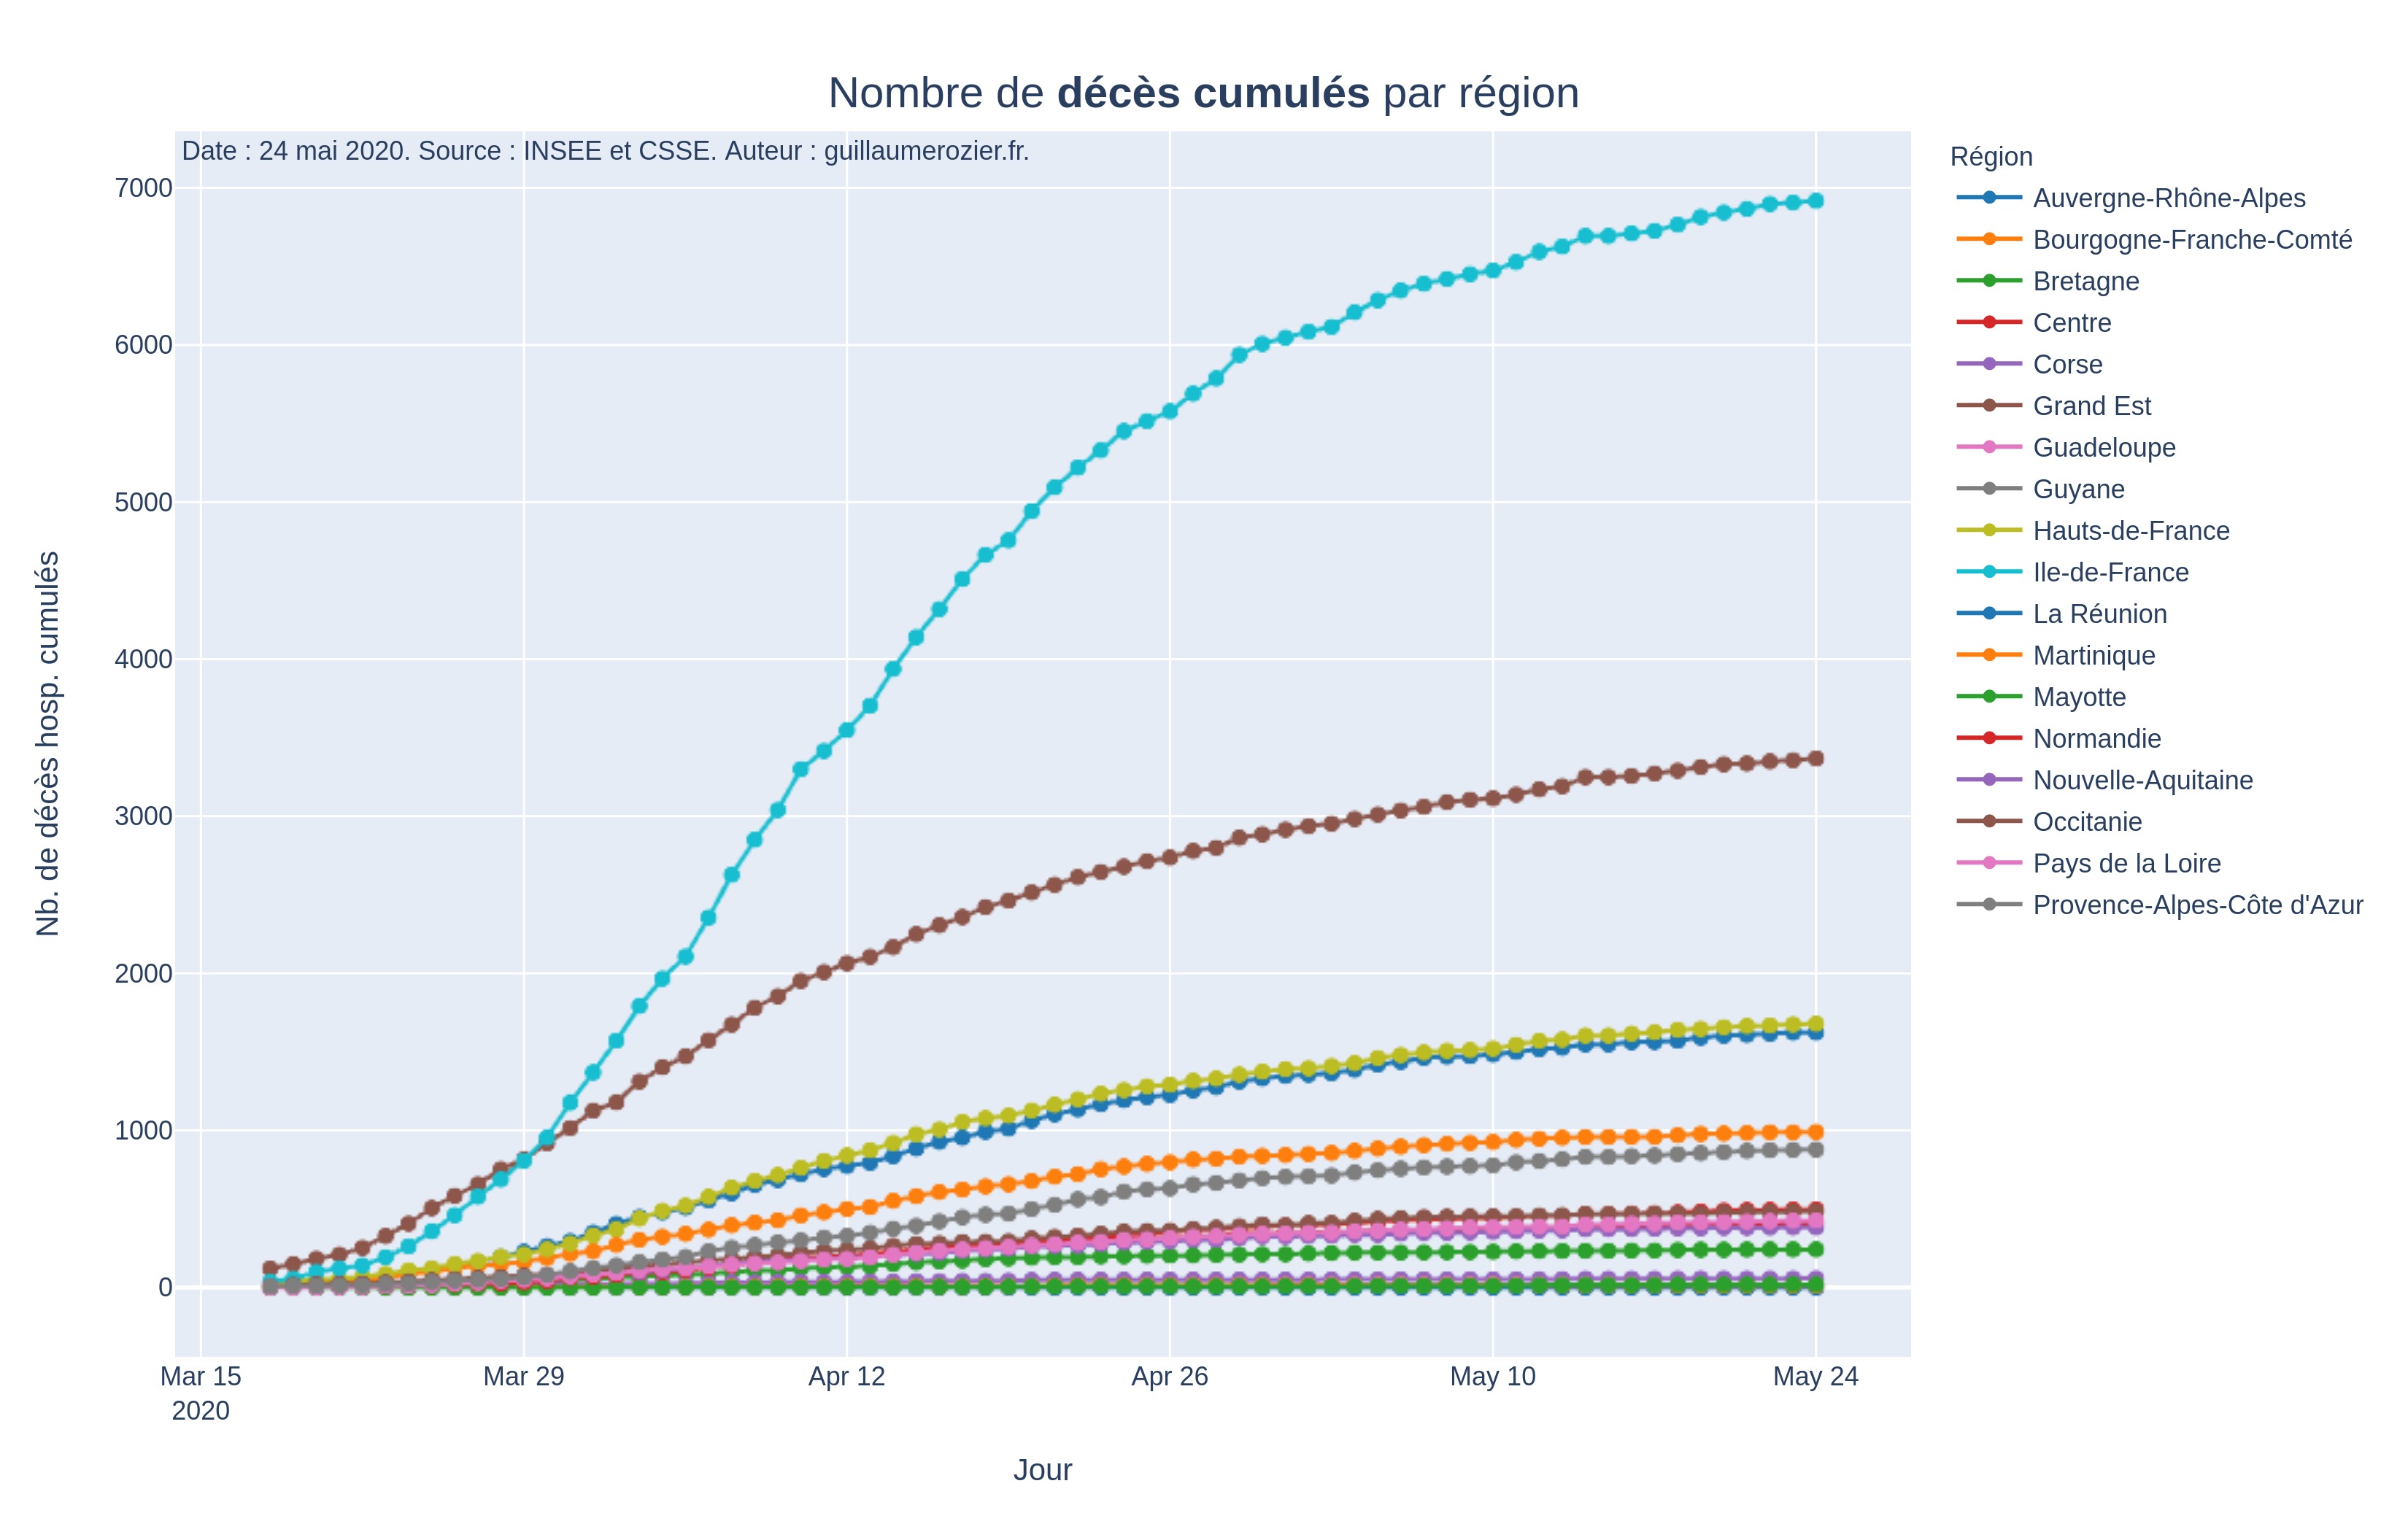 Nombre de décès cumulés par région
Date : 24 mai 2020. Source : INSEE et CSSE. Auteur : guillaumerozier.fr.
Nb. de décès hosp. cumulés
7000
6000
5000
4000
3000
2000
1000
0
Mar 15
2020
Mar 29
Apr 12
Apr 26
May 10
May 24
Jour
Région
Auvergne-Rhône-Alpes
Bourgogne-Franche-Comté
Bretagne
Centre
Corse
Grand Est
Guadeloupe
Guyane
Hauts-de-France
Ile-de-France
La Réunion
Martinique
Mayotte
Normandie
Nouvelle-Aquitaine
Occitanie
Pays de la Loire
Provence-Alpes-Côte d'Azur